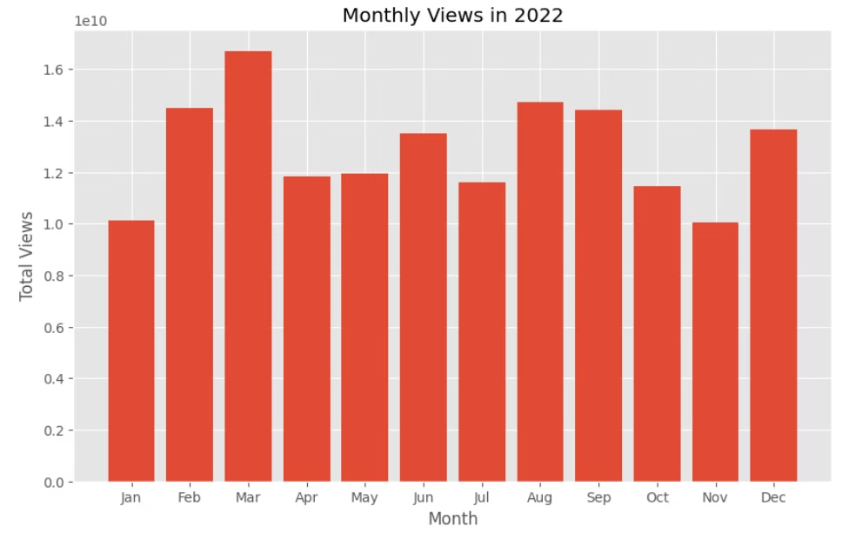 Monthly Views in 2022
1e10
1.6
1.4
1.2
1.0
0.8
0.6
0.4
0.2
0.0
Total Views
Jan Feb Mar Apr May Jun Jul Aug Sep Oct Nov Dec
Month